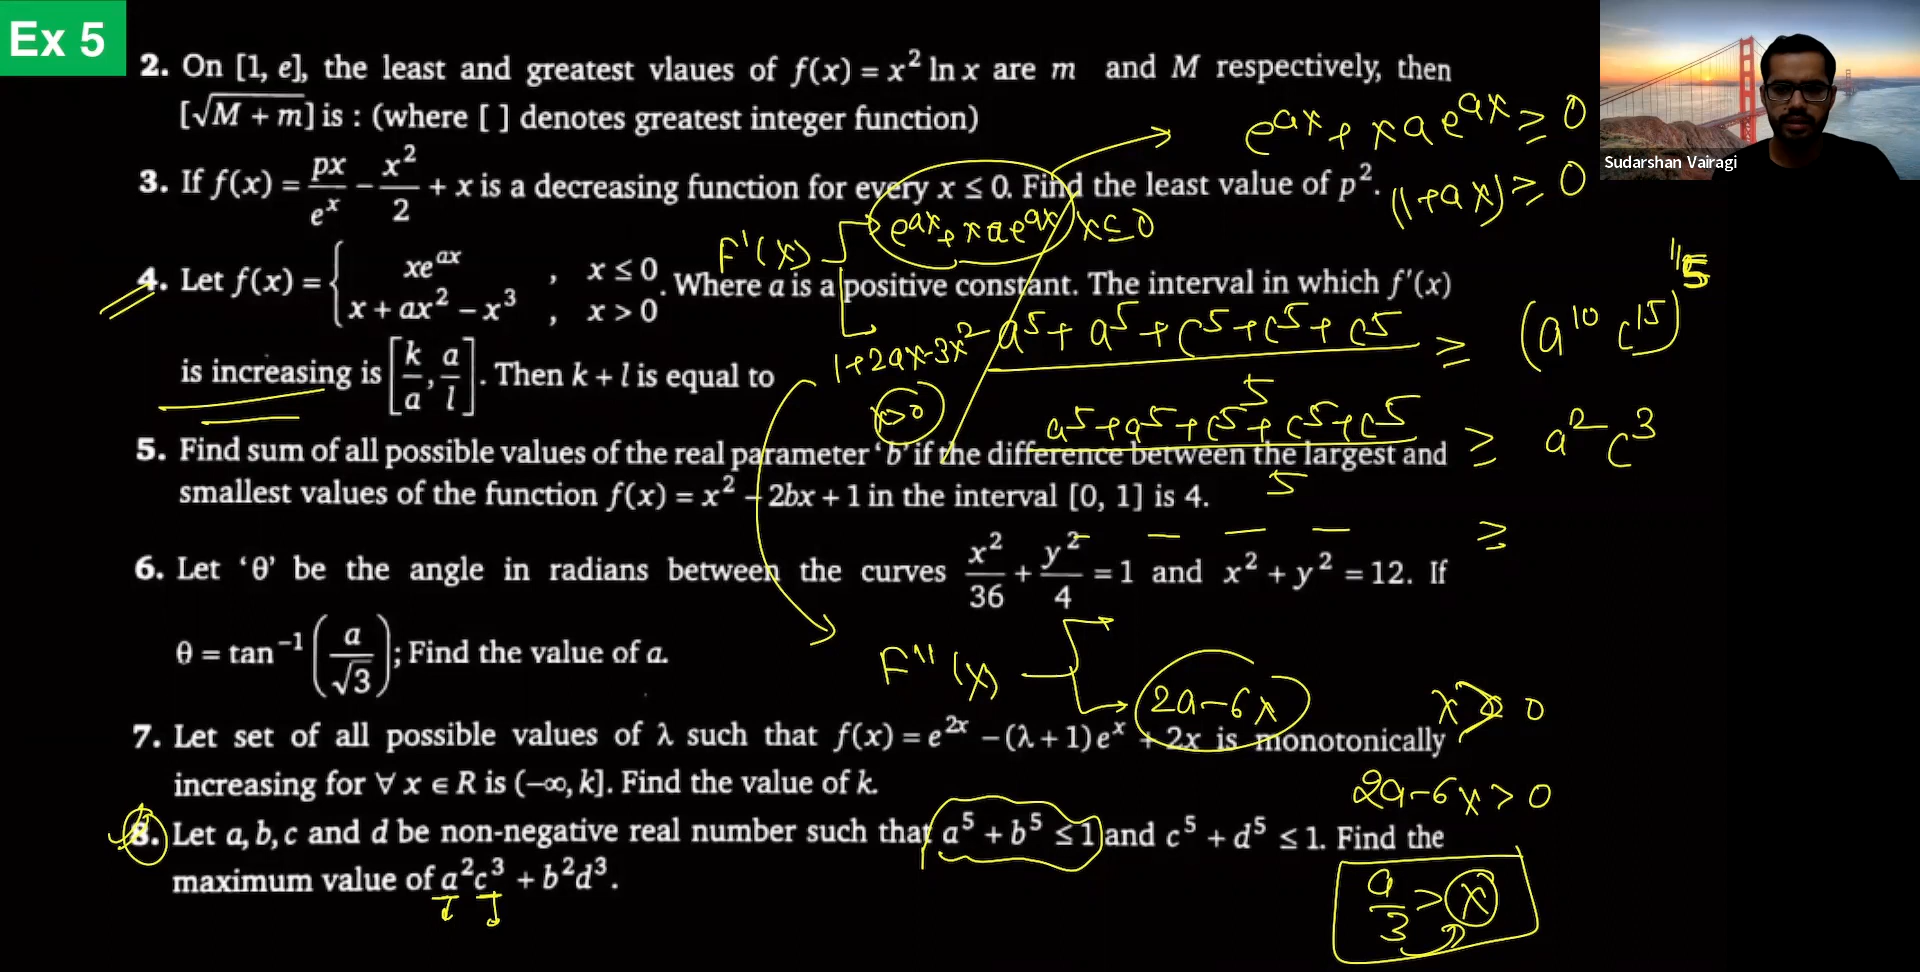 Ex 5
2. On [1, e], the least and greatest vlaues of f(x) = x² ln x are m and M respectively, then
[√M + m] is : (where [ ] denotes greatest integer function)
3. If f(x) = px/eˣ − x²/2 + x is a decreasing function for every x ≤ 0. Find the least value of p².
4. Let f(x) = { xe^ax , x ≤ 0
x + ax² − x³ , x > 0 . Where a is a positive constant. The interval in which f′(x)
is increasing is [k/a, a/l]. Then k + l is equal to
5. Find sum of all possible values of the real parameter ‘b’ if the difference between the largest and
smallest values of the function f(x) = x² − 2bx + 1 in the interval [0, 1] is 4.
6. Let ‘θ’ be the angle in radians between the curves x²/36 + y²/4 = 1 and x² + y² = 12. If
θ = tan⁻¹(a/√3); Find the value of a.
7. Let set of all possible values of λ such that f(x) = e²ˣ − (λ + 1)eˣ + 2x is monotonically
increasing for ∀ x ∈ R is (−∞, k]. Find the value of k.
8. Let a, b, c and d be non-negative real number such that a⁵ + b⁵ ≤ 1 and c⁵ + d⁵ ≤ 1. Find the
maximum value of a²c³ + b²d³.
Sudarshan Vairagi
e^ax + xae^ax ≥ 0
(1+ax) ≥ 0
F'(x) e^ax + xae^ax x≤0
1+2ax-3x²
x>0
a⁵ + a⁵ + c⁵ + c⁵ + c⁵ / 5 ≥ (a¹⁰ c¹⁵)^1/5
a⁵ + a⁵ + c⁵ + c⁵ + c⁵ / 5 ≥ a² c³
≥
F''(x) 2a-6x x > 0
2a-6x > 0
a/3 > x